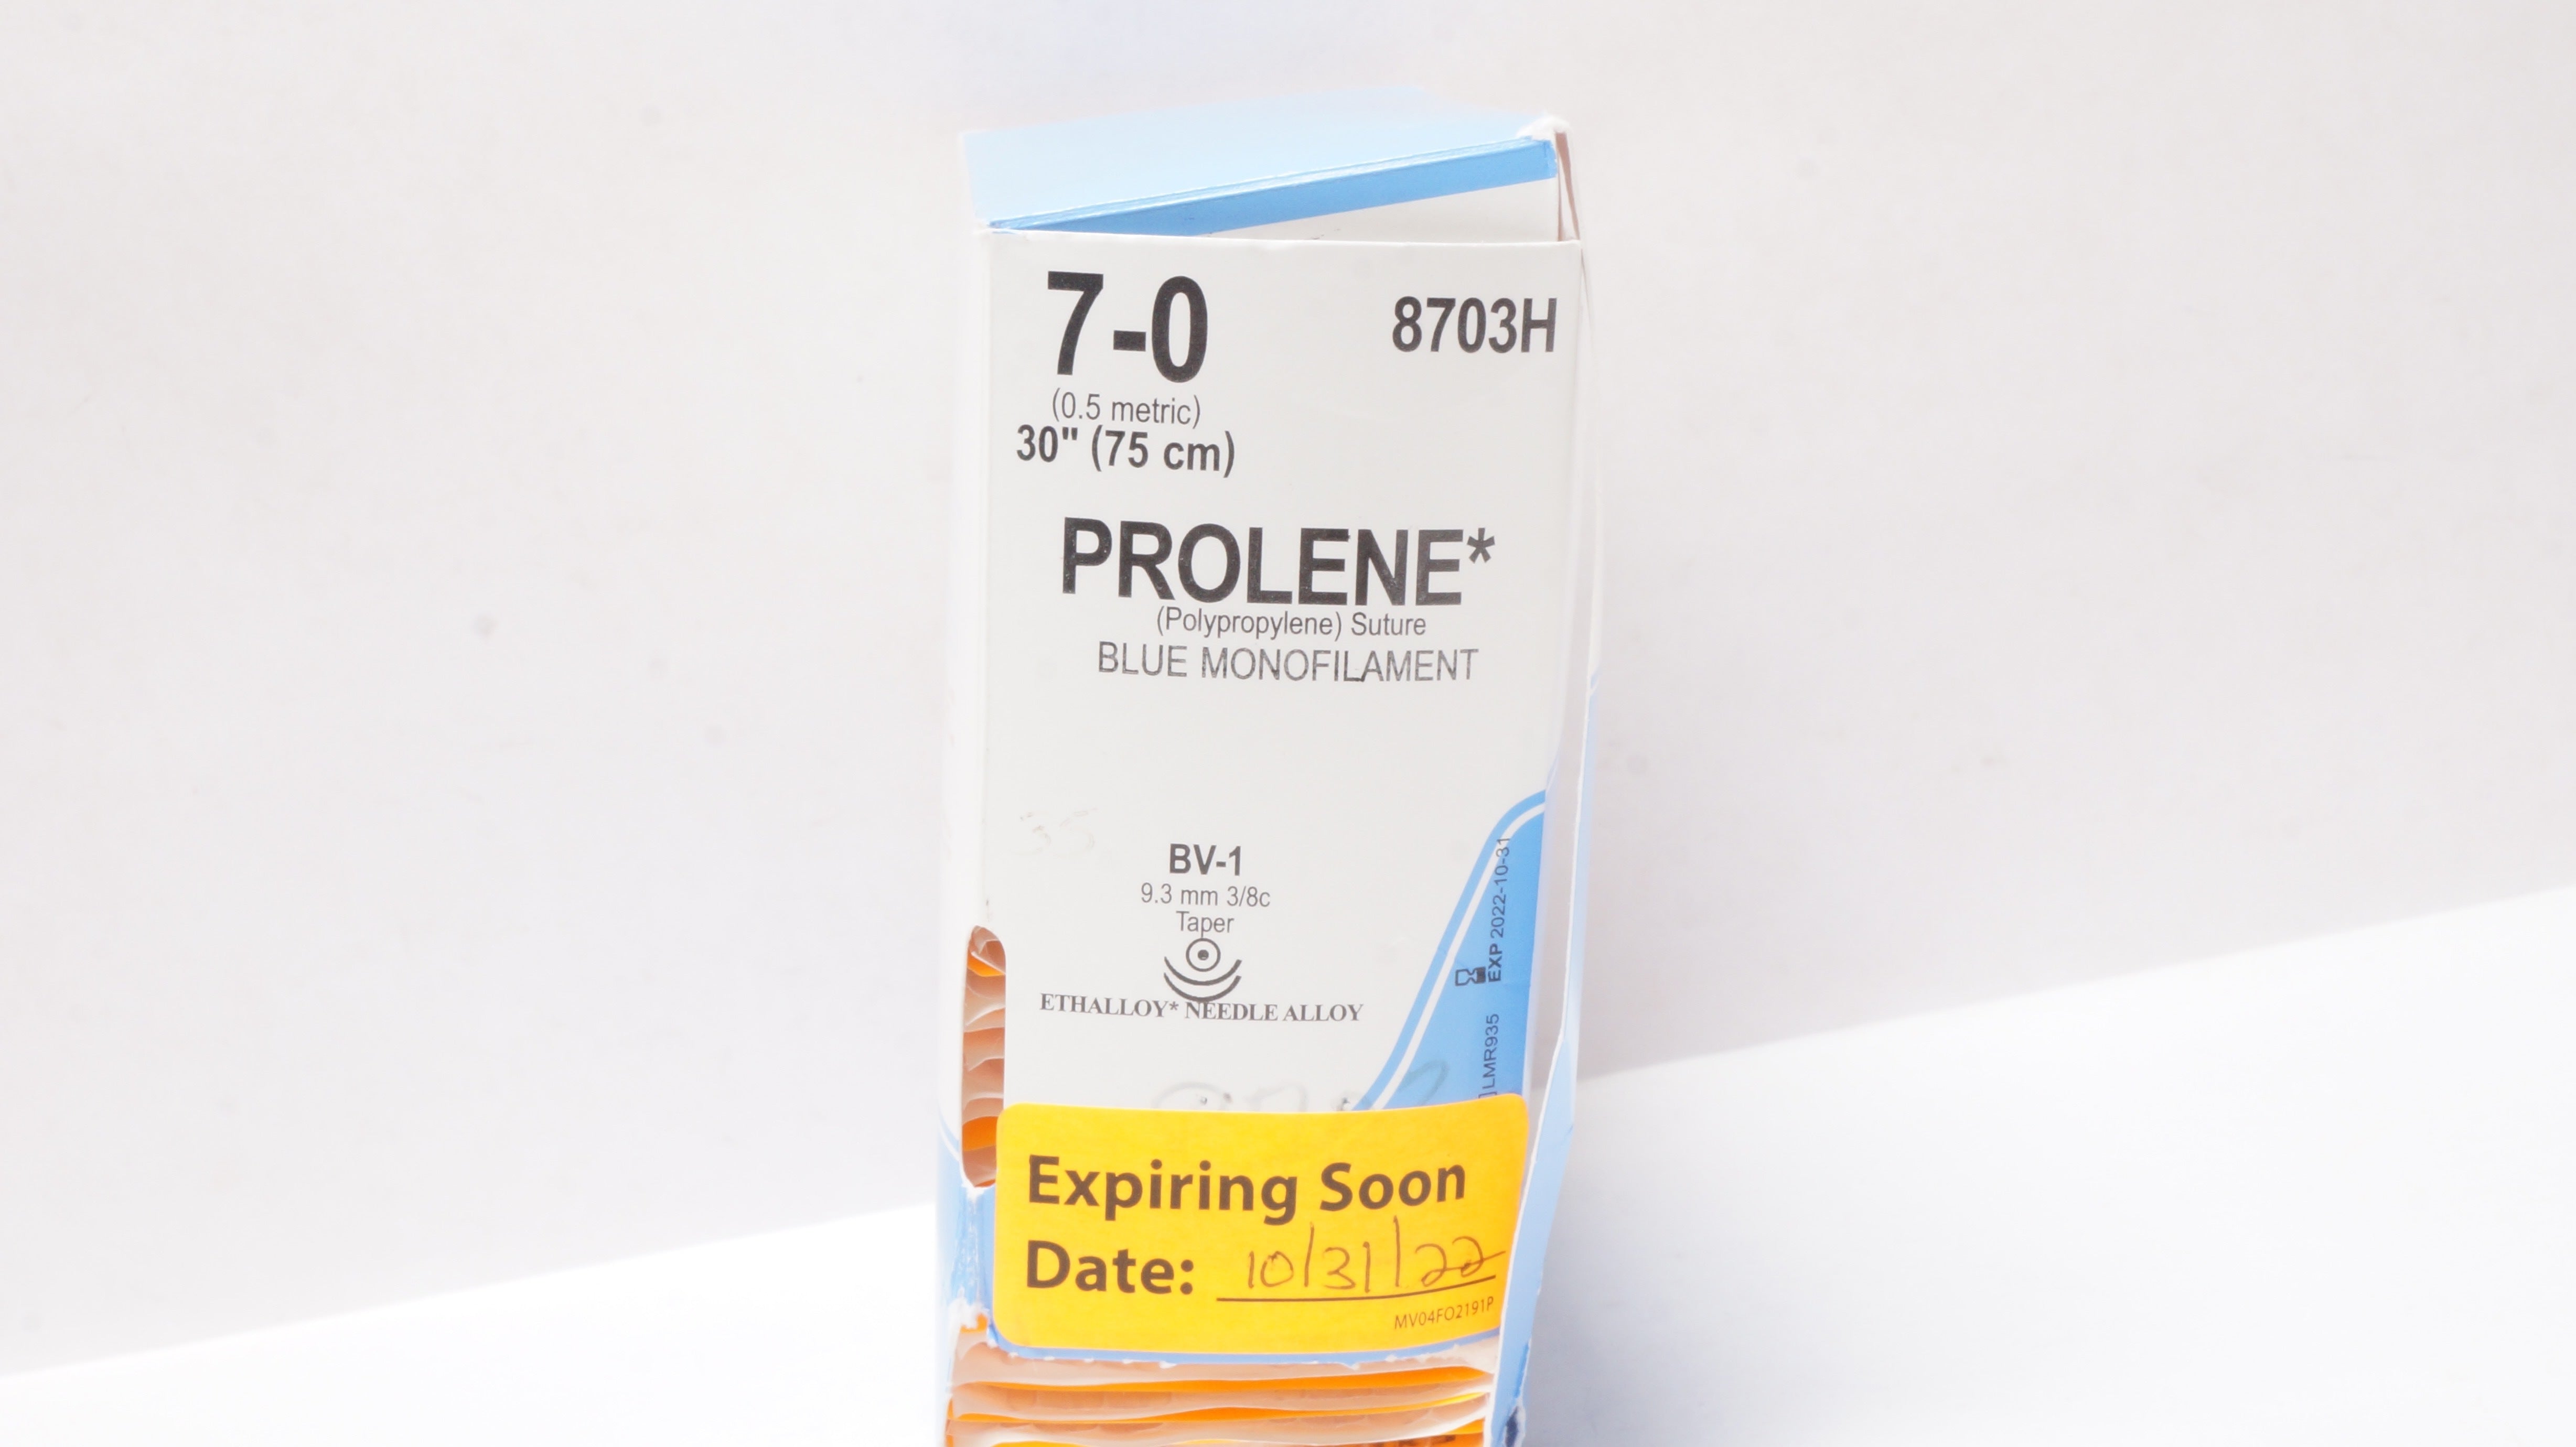 7-0
8703H
(0.5 metric)
30" (75 cm)
PROLENE*
(Polypropylene) Suture
BLUE MONOFILAMENT
BV-1
9.3 mm 3/8c
Taper
ETHALLOY* NEEDLE ALLOY
EXP 2022-10-31
LMR935
Expiring Soon
Date: 10/31/22
MV04FO2191P